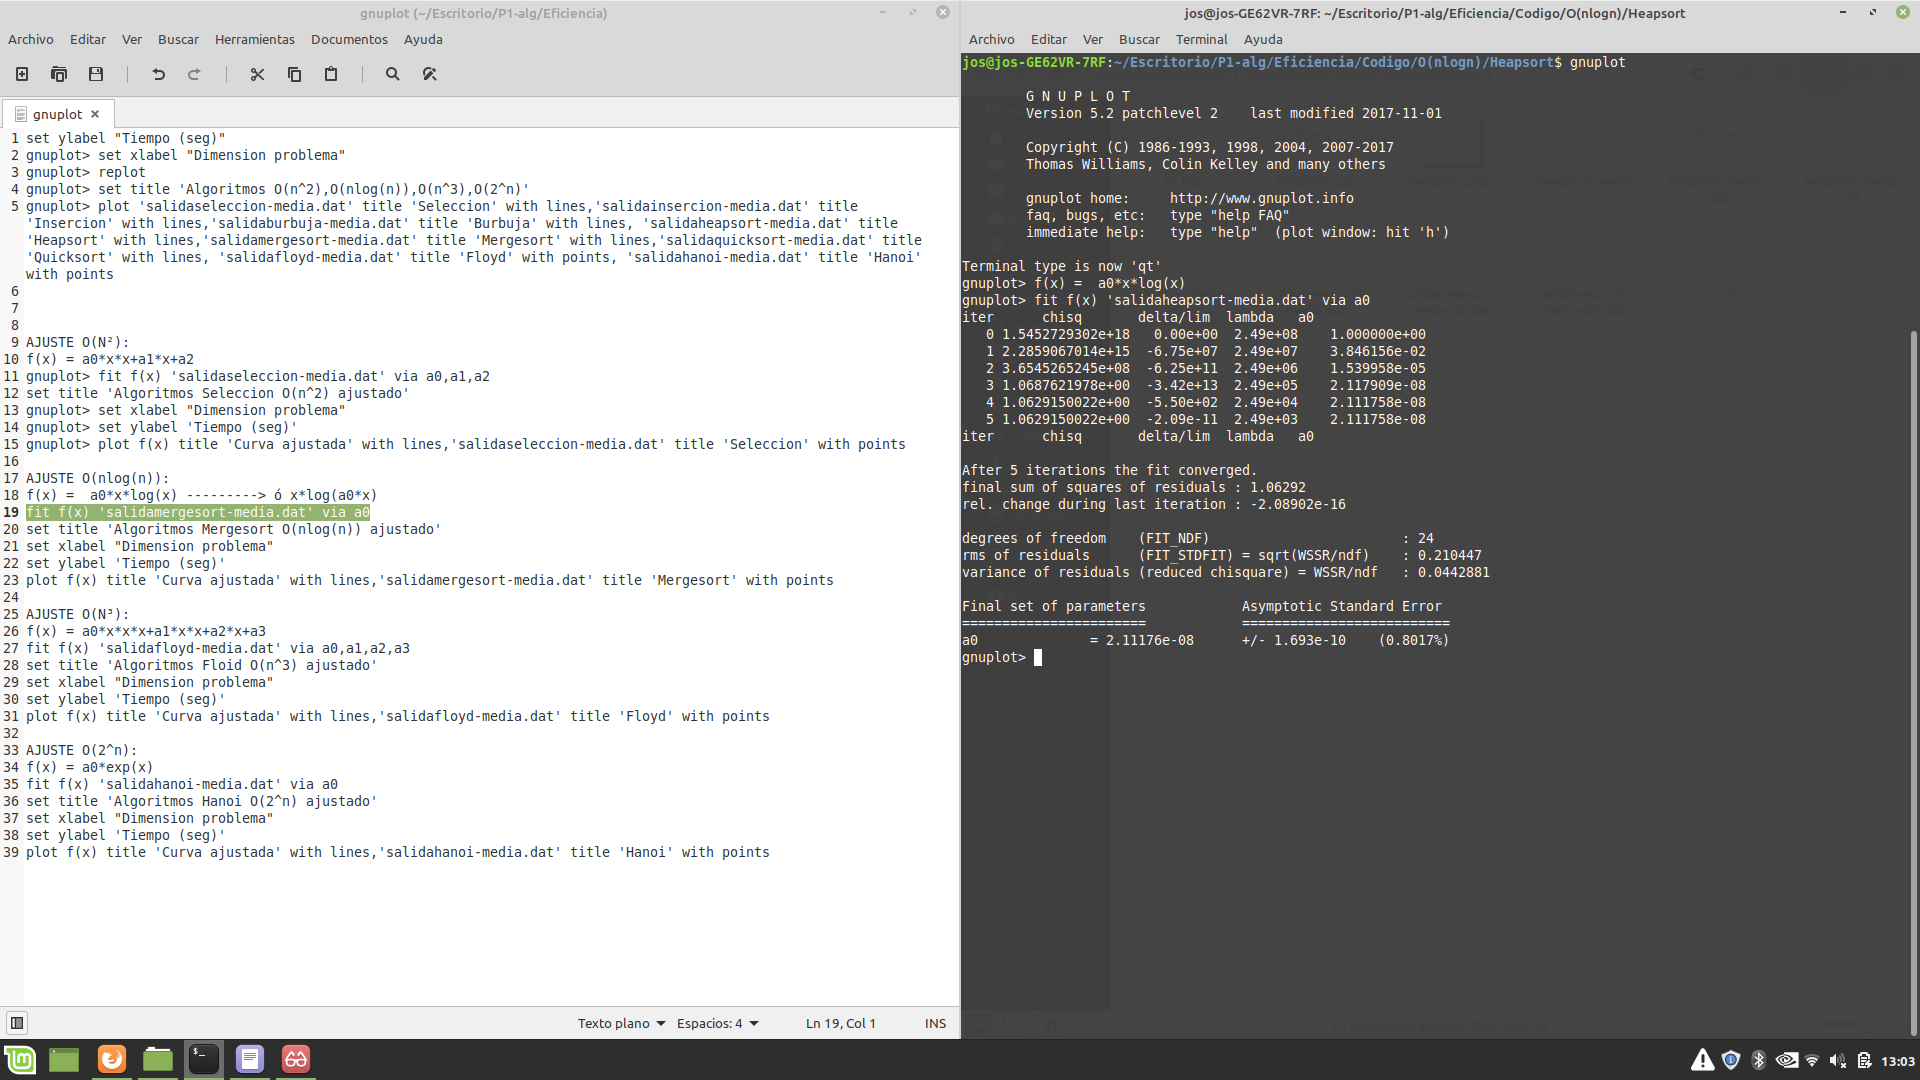 gnuplot (~/Escritorio/P1-alg/Eficiencia)
Archivo Editar Ver Buscar Herramientas Documentos Ayuda
gnuplot
1 set ylabel "Tiempo (seg)"
2 gnuplot> set xlabel "Dimension problema"
3 gnuplot> replot
4 gnuplot> set title 'Algoritmos O(n^2),O(nlog(n)),O(n^3),O(2^n)'
5 gnuplot> plot 'salidaseleccion-media.dat' title 'Seleccion' with lines,'salidainsercion-media.dat' title
'Insercion' with lines,'salidaburbuja-media.dat' title 'Burbuja' with lines, 'salidaheapsort-media.dat' title
'Heapsort' with lines,'salidamergesort-media.dat' title 'Mergesort' with lines,'salidaquicksort-media.dat' title
'Quicksort' with lines, 'salidafloyd-media.dat' title 'Floyd' with points, 'salidahanoi-media.dat' title 'Hanoi'
with points
6
7
8
9 AJUSTE O(N²):
10 f(x) = a0*x*x+a1*x+a2
11 gnuplot> fit f(x) 'salidaseleccion-media.dat' via a0,a1,a2
12 set title 'Algoritmos Seleccion O(n^2) ajustado'
13 gnuplot> set xlabel "Dimension problema"
14 gnuplot> set ylabel 'Tiempo (seg)'
15 gnuplot> plot f(x) title 'Curva ajustada' with lines,'salidaseleccion-media.dat' title 'Seleccion' with points
16
17 AJUSTE O(nlog(n)):
18 f(x) =  a0*x*log(x) ---------> ó x*log(a0*x)
19 fit f(x) 'salidamergesort-media.dat' via a0
20 set title 'Algoritmos Mergesort O(nlog(n)) ajustado'
21 set xlabel "Dimension problema"
22 set ylabel 'Tiempo (seg)'
23 plot f(x) title 'Curva ajustada' with lines,'salidamergesort-media.dat' title 'Mergesort' with points
24
25 AJUSTE O(N³):
26 f(x) = a0*x*x*x+a1*x*x+a2*x+a3
27 fit f(x) 'salidafloyd-media.dat' via a0,a1,a2,a3
28 set title 'Algoritmos Floid O(n^3) ajustado'
29 set xlabel "Dimension problema"
30 set ylabel 'Tiempo (seg)'
31 plot f(x) title 'Curva ajustada' with lines,'salidafloyd-media.dat' title 'Floyd' with points
32
33 AJUSTE O(2^n):
34 f(x) = a0*exp(x)
35 fit f(x) 'salidahanoi-media.dat' via a0
36 set title 'Algoritmos Hanoi O(2^n) ajustado'
37 set xlabel "Dimension problema"
38 set ylabel 'Tiempo (seg)'
39 plot f(x) title 'Curva ajustada' with lines,'salidahanoi-media.dat' title 'Hanoi' with points
Texto plano Espacios: 4 Ln 19, Col 1 INS
jos@jos-GE62VR-7RF: ~/Escritorio/P1-alg/Eficiencia/Codigo/O(nlogn)/Heapsort
Archivo Editar Ver Buscar Terminal Ayuda
jos@jos-GE62VR-7RF:~/Escritorio/P1-alg/Eficiencia/Codigo/O(nlogn)/Heapsort$ gnuplot
G N U P L O T
Version 5.2 patchlevel 2    last modified 2017-11-01
Copyright (C) 1986-1993, 1998, 2004, 2007-2017
Thomas Williams, Colin Kelley and many others
gnuplot home:     http://www.gnuplot.info
faq, bugs, etc:   type "help FAQ"
immediate help:   type "help"  (plot window: hit 'h')
Terminal type is now 'qt'
gnuplot> f(x) =  a0*x*log(x)
gnuplot> fit f(x) 'salidaheapsort-media.dat' via a0
iter      chisq       delta/lim  lambda   a0
0 1.5452729302e+18   0.00e+00  2.49e+08    1.000000e+00
1 2.2859067014e+15  -6.75e+07  2.49e+07    3.846156e-02
2 3.6545265245e+08  -6.25e+11  2.49e+06    1.539958e-05
3 1.0687621978e+00  -3.42e+13  2.49e+05    2.117909e-08
4 1.0629150022e+00  -5.50e+02  2.49e+04    2.111758e-08
5 1.0629150022e+00  -2.09e-11  2.49e+03    2.111758e-08
iter      chisq       delta/lim  lambda   a0
After 5 iterations the fit converged.
final sum of squares of residuals : 1.06292
rel. change during last iteration : -2.08902e-16
degrees of freedom    (FIT_NDF)                        : 24
rms of residuals      (FIT_STDFIT) = sqrt(WSSR/ndf)    : 0.210447
variance of residuals (reduced chisquare) = WSSR/ndf   : 0.0442881
Final set of parameters            Asymptotic Standard Error
=======================            ==========================
a0              = 2.11176e-08      +/- 1.693e-10    (0.8017%)
gnuplot>
13:03